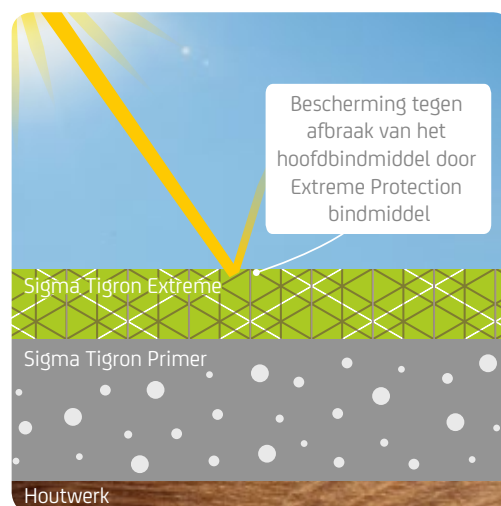 Bescherming tegen
afbraak van het
hoofdbindmiddel door
Extreme Protection
bindmiddel
Sigma Tigron Extreme
Sigma Tigron Primer
Houtwerk